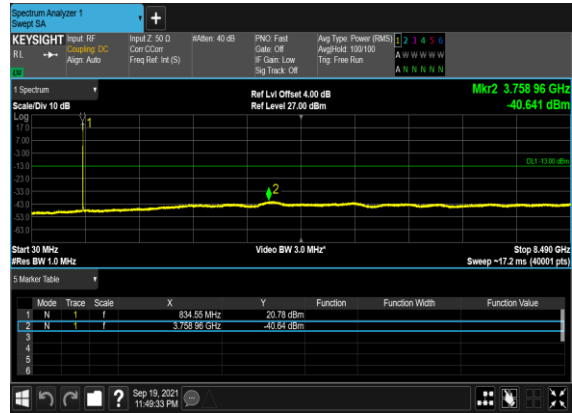 Spectrum Analyzer 1
Swept SA
+
KEYSIGHT
RL
Input: RF
Coupling: DC
Align: Auto
Input Z: 50 Ω
Corr CCorr
Freq Ref: Int (S)
#Atten: 40 dB
PNO: Fast
Gate: Off
IF Gain: Low
Sig Track: Off
Avg Type: Power (RMS)
Avg|Hold: 100/100
Trig: Free Run
1 2 3 4 5 6
A W W W W W
A N N N N N
1 Spectrum
Scale/Div 10 dB
Log
Ref Lvl Offset 4.00 dB
Ref Level 27.00 dBm
Mkr2 3.758 96 GHz
-40.641 dBm
17.0
7.00
-3.00
-13.0
-23.0
-33.0
-43.0
-53.0
-63.0
1
2
DL1 -13.00 dBm
Start 30 MHz
#Res BW 1.0 MHz
Video BW 3.0 MHz*
Stop 8.490 GHz
Sweep ~17.2 ms (40001 pts)
5 Marker Table
Mode Trace Scale X Y Function Function Width Function Value
1 N 1 f 834.55 MHz 20.78 dBm
2 N 1 f 3.758 96 GHz -40.64 dBm
3
4
5
6
?
Sep 19, 2021
11:49:33 PM